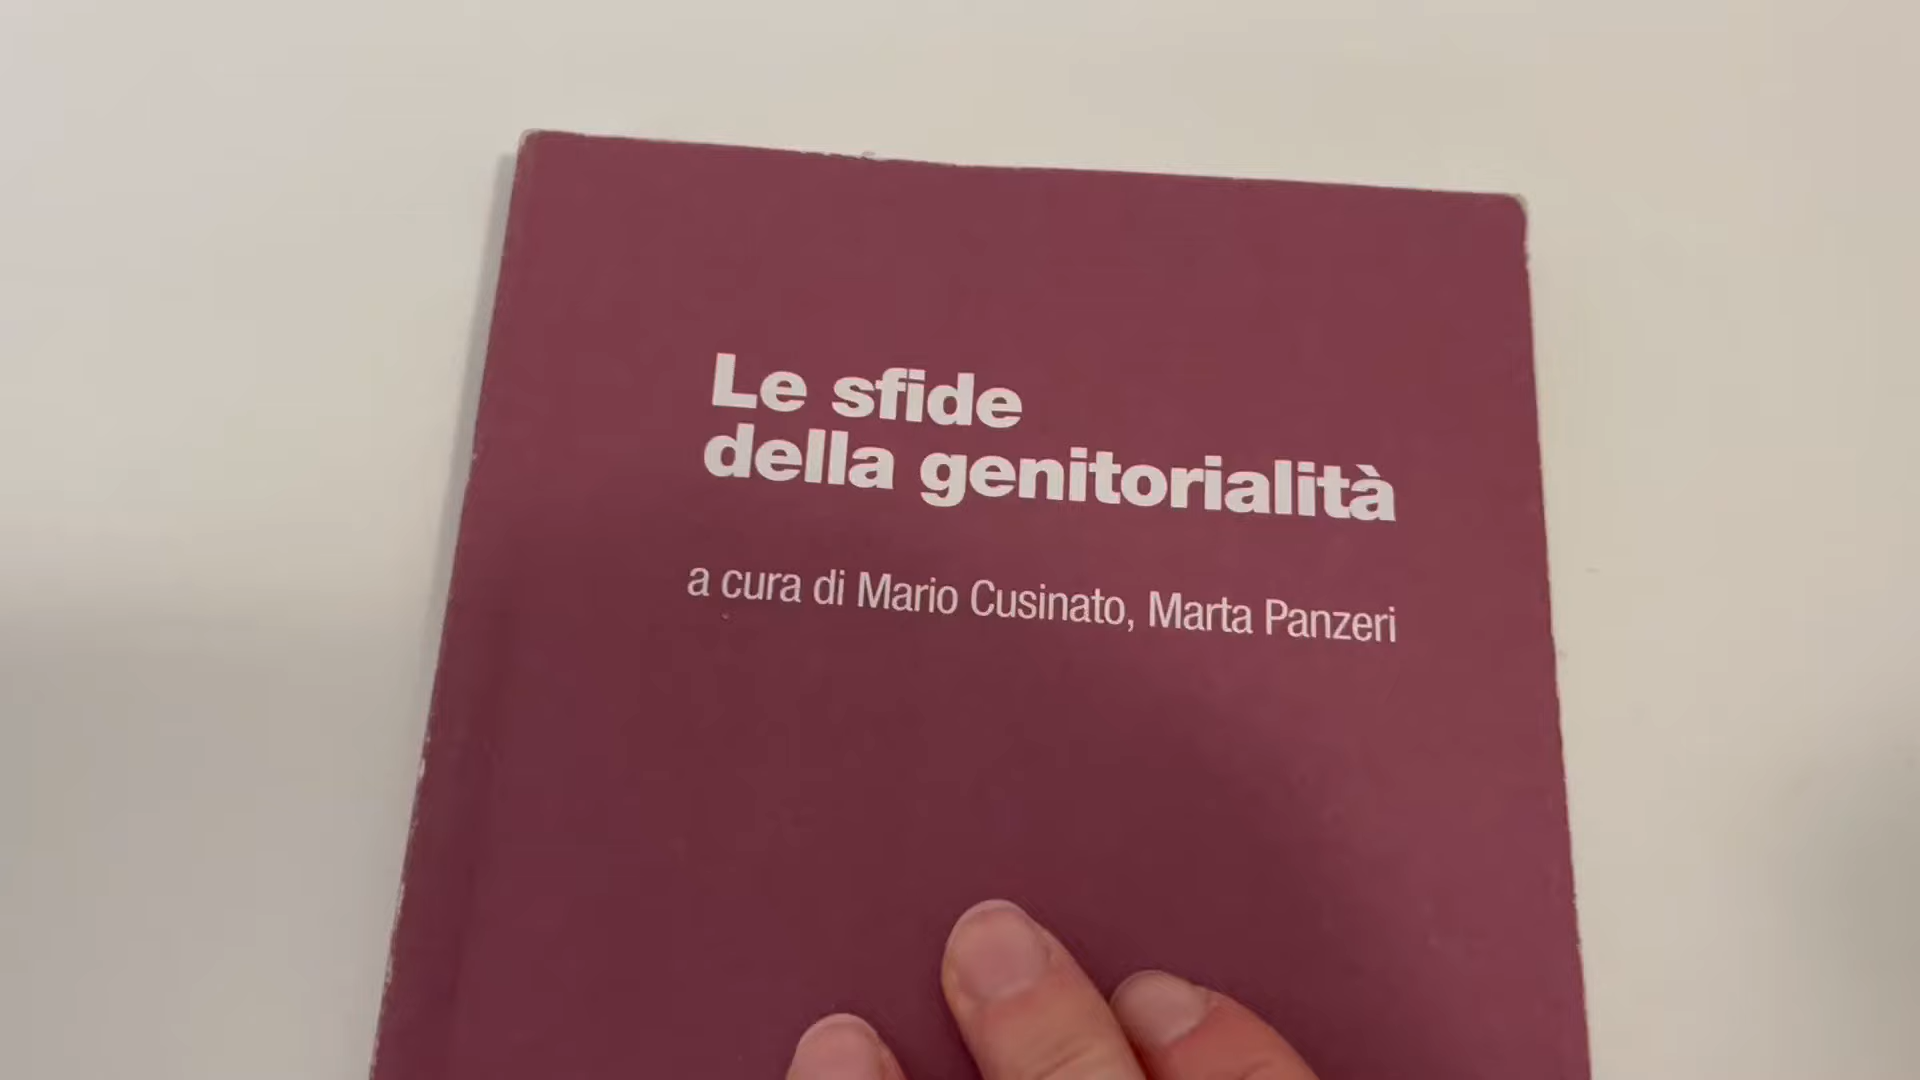 Le sfide
della genitorialità
a cura di Mario Cusinato, Marta Panzeri